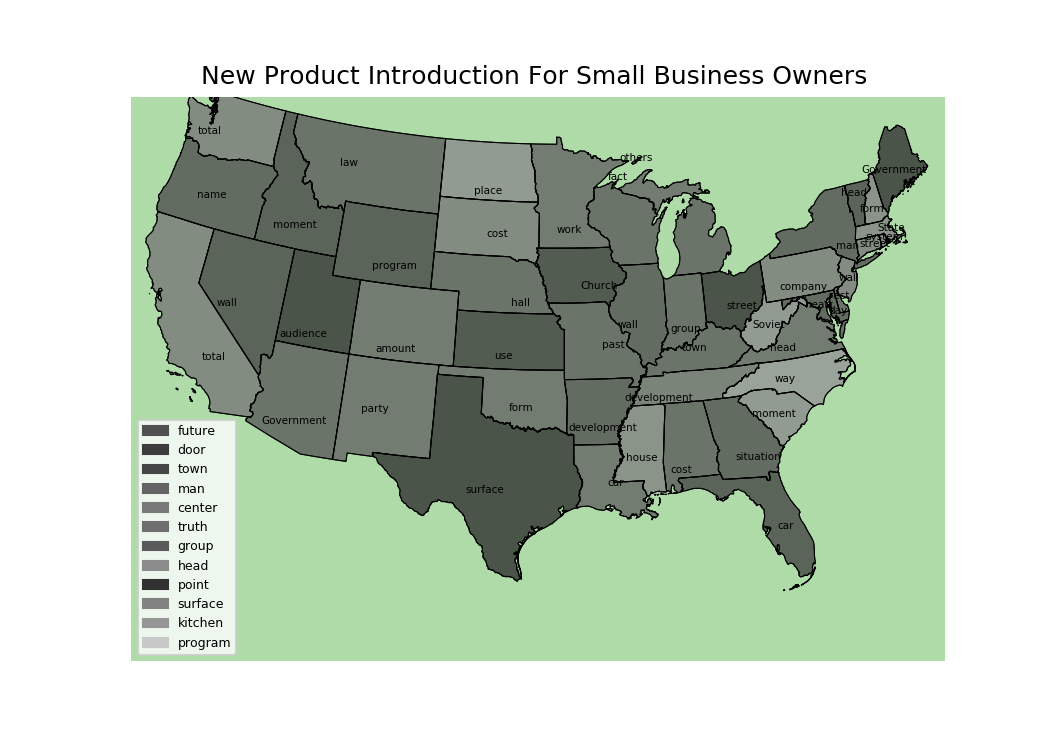 New Product Introduction For Small Business Owners
total
law
others
fact
Government
name
place
head
form
moment
cost
work
State
system
man
street
program
Church
company
wall
hall
street
wall
audience
wall
group
Soviet
total
amount
use
past
town
head
party
form
development
way
Government
development
moment
surface
house
cost
situation
car
car
future
door
town
man
center
truth
group
head
point
surface
kitchen
program